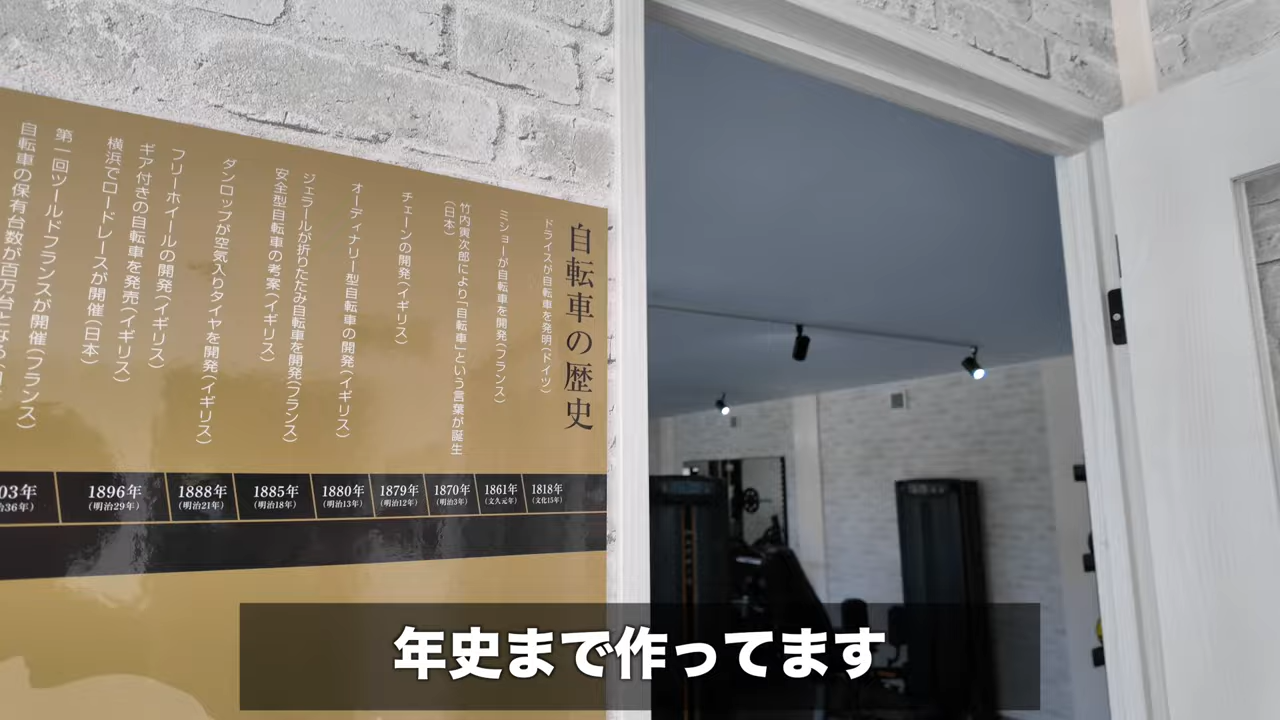 自転車の歴史
ドライスが自転車を発明(ドイツ)
ミショーが自転車を開発(フランス)
竹内寅次郎により「自転車」という言葉が誕生
(日本)
チェーンの開発(イギリス)
オーディナリー型自転車の開発(イギリス)
ジェラールが折りたたみ自転車を開発(フランス)
安全型自転車の考案(イギリス)
ダンロップが空気入りタイヤを開発(イギリス)
フリーホイールの開発(イギリス)
ギア付きの自転車を発売(イギリス)
横浜でロードレースが開催(日本)
第一回ツールドフランスが開催(フランス)
自転車の保有台数が百万台となる
1818年
(文化15年)
1861年
(文久元年)
1870年
(明治3年)
1879年
(明治12年)
1880年
(明治13年)
1885年
(明治18年)
1888年
(明治21年)
1896年
(明治29年)
03年
治36年)
年史まで作ってます